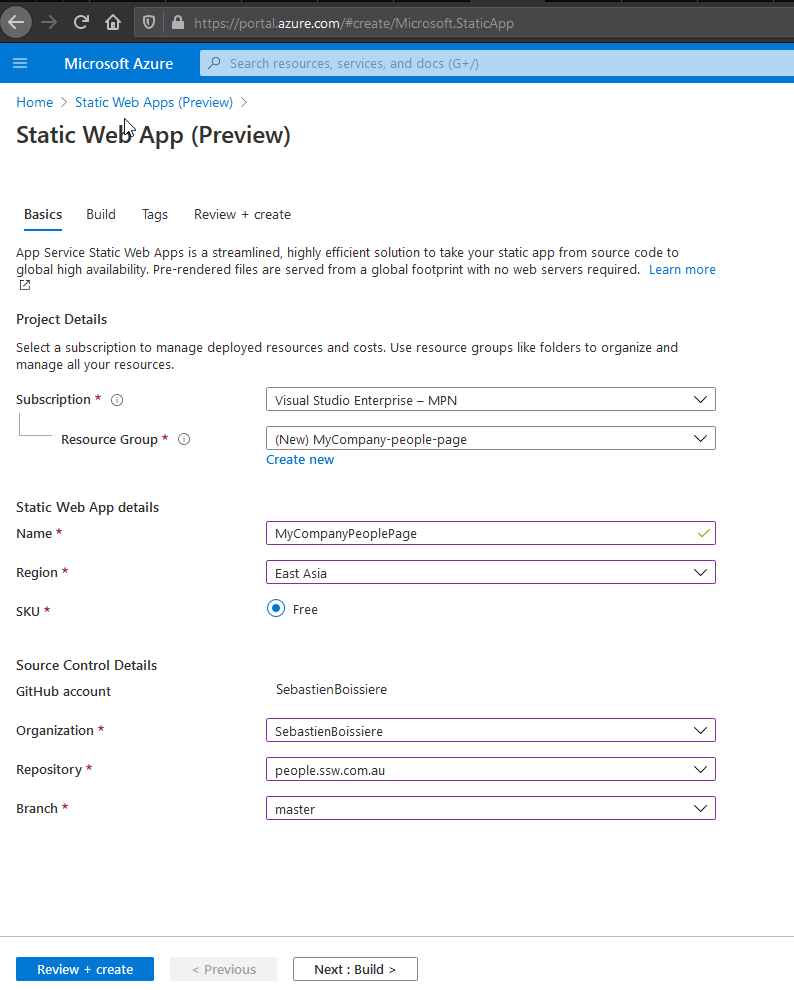 https://portal.azure.com/#create/Microsoft.StaticApp
Microsoft Azure
Search resources, services, and docs (G+/)
Home > Static Web Apps (Preview) >
Static Web App (Preview)
Basics Build Tags Review + create
App Service Static Web Apps is a streamlined, highly efficient solution to take your static app from source code to
global high availability. Pre-rendered files are served from a global footprint with no web servers required. Learn more
Project Details
Select a subscription to manage deployed resources and costs. Use resource groups like folders to organize and
manage all your resources.
Subscription *
Visual Studio Enterprise – MPN
Resource Group *
(New) MyCompany-people-page
Create new
Static Web App details
Name *
MyCompanyPeoplePage
Region *
East Asia
SKU *
Free
Source Control Details
GitHub account
SebastienBoissiere
Organization *
SebastienBoissiere
Repository *
people.ssw.com.au
Branch *
master
Review + create
< Previous
Next : Build >